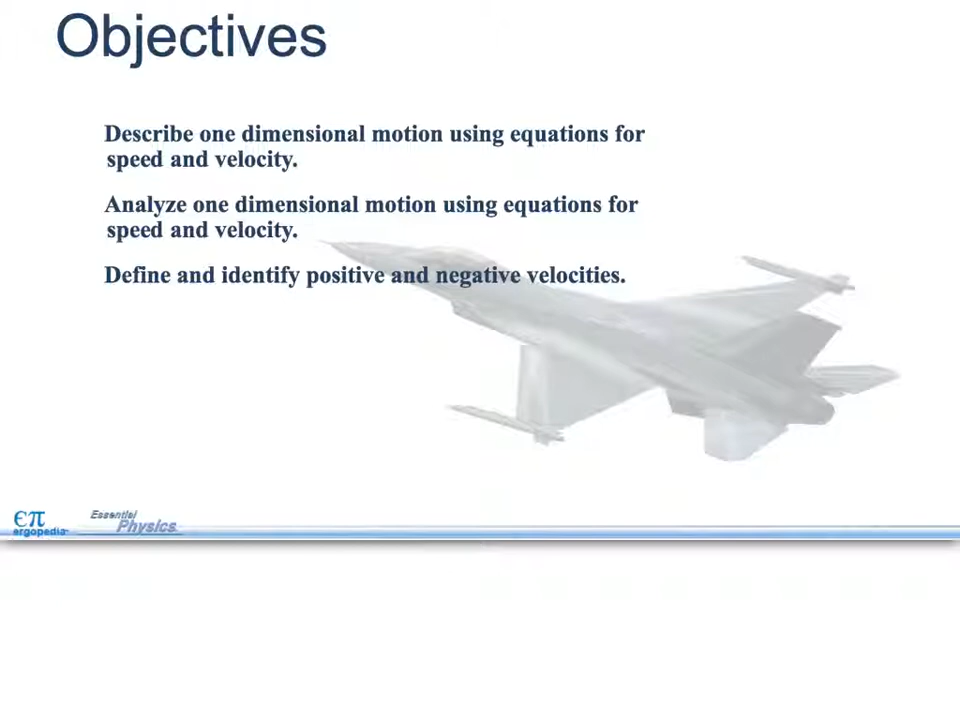 Objectives
Describe one dimensional motion using equations for
speed and velocity.
Analyze one dimensional motion using equations for
speed and velocity.
Define and identify positive and negative velocities.
Essential
Physics
єπ
ergopedia